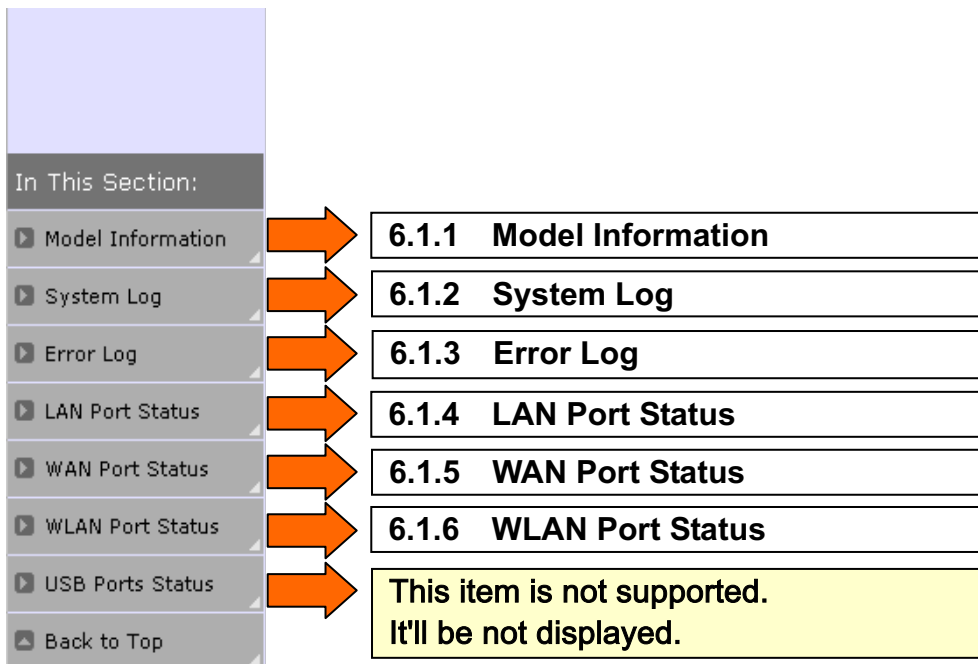 In This Section:
Model Information
6.1.1 Model Information
System Log
6.1.2 System Log
Error Log
6.1.3 Error Log
LAN Port Status
6.1.4 LAN Port Status
WAN Port Status
6.1.5 WAN Port Status
WLAN Port Status
6.1.6 WLAN Port Status
USB Ports Status
This item is not supported.
It'll be not displayed.
Back to Top